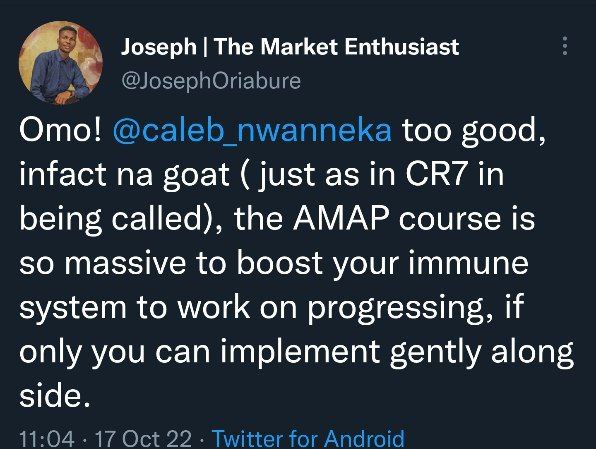 Joseph | The Market Enthusiast
@JosephOriabure
Omo! @caleb_nwanneka too good,
infact na goat ( just as in CR7 in
being called), the AMAP course is
so massive to boost your immune
system to work on progressing, if
only you can implement gently along
side.
11:04 · 17 Oct 22 · Twitter for Android